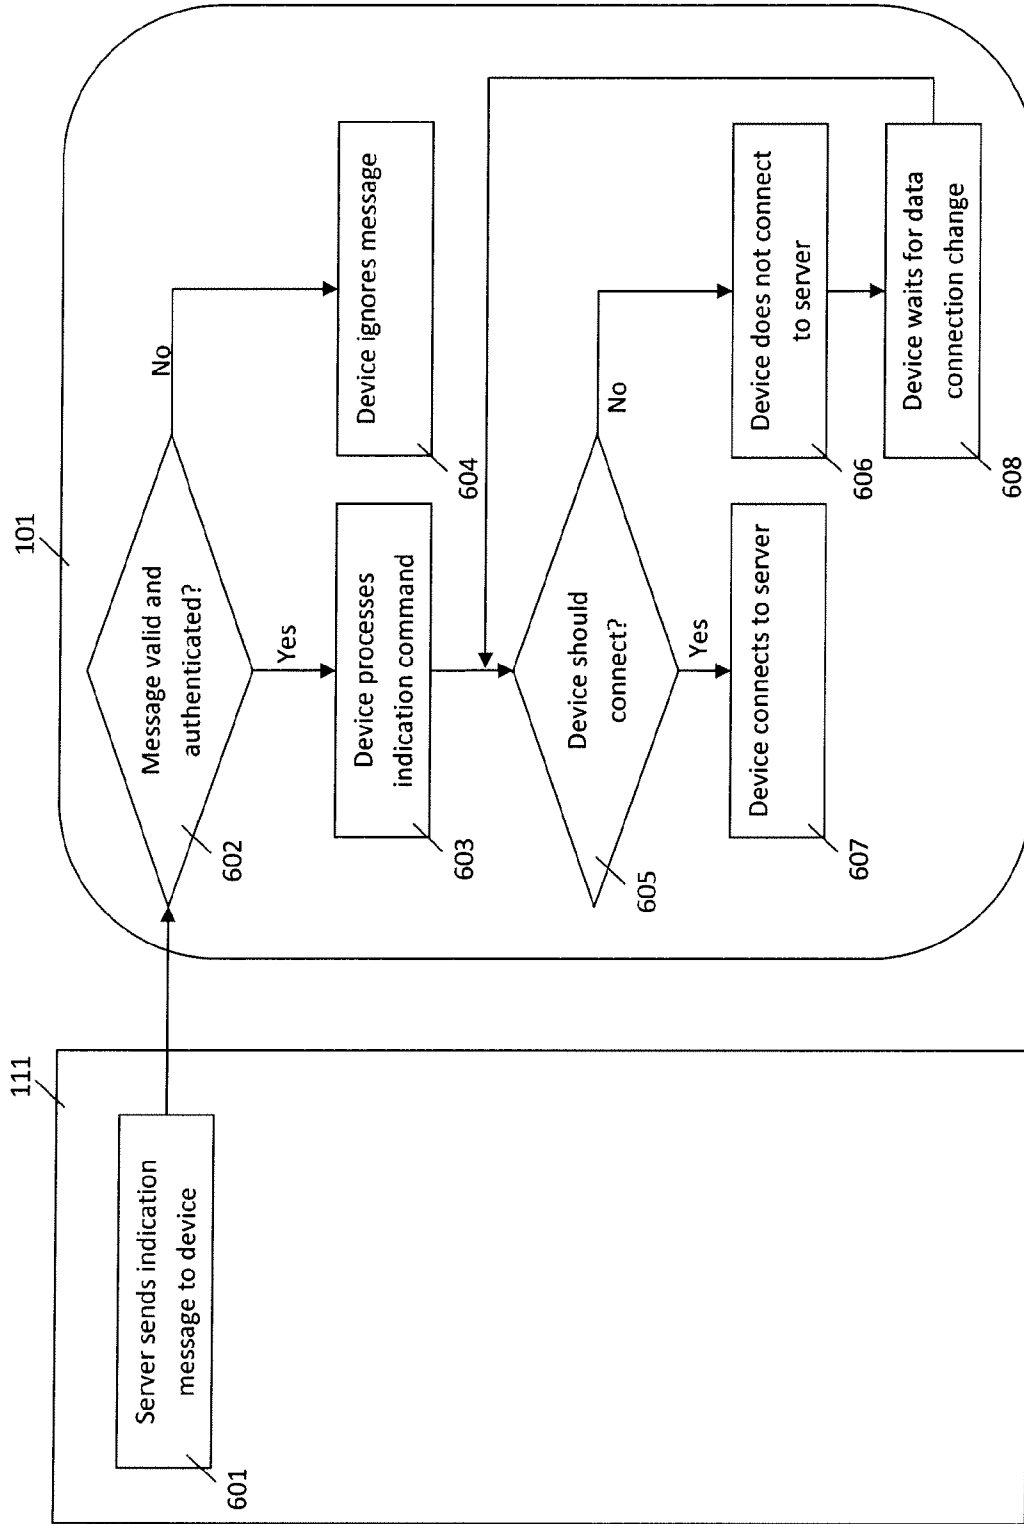 111
Server sends indication
message to device
601
101
Message valid and
authenticated?
602
No
Yes
Device ignores message
604
Device processes
indication command
603
Device should
connect?
605
No
Yes
Device does not connect
to server
606
Device connects to server
607
Device waits for data
connection change
608